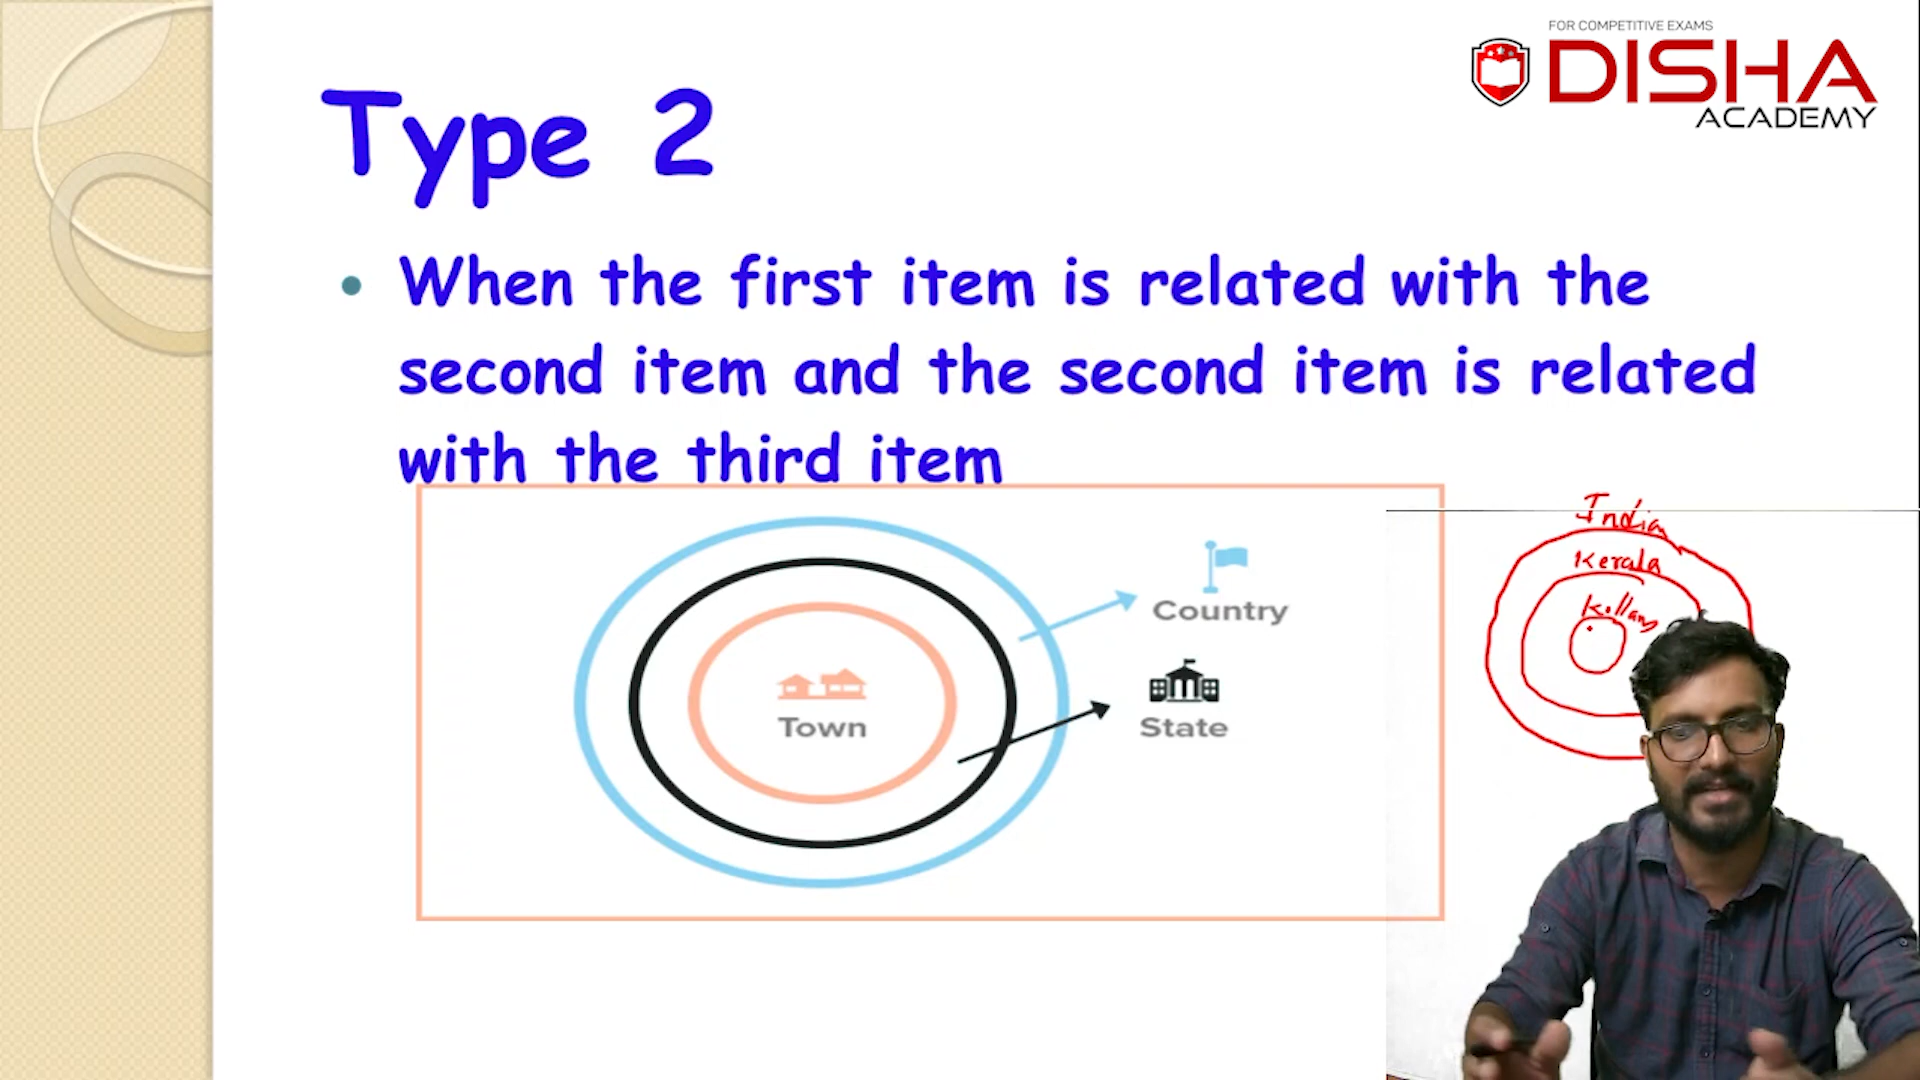 FOR COMPETITIVE EXAMS
DISHA
ACADEMY
Type 2
When the first item is related with the
second item and the second item is related
with the third item
India
Kerala
Kollam
Country
State
Town